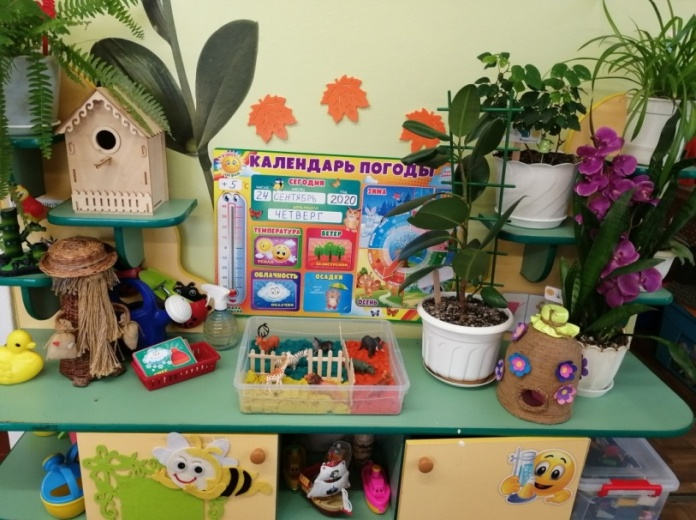 КАЛЕНДАРЬ ПОГОДЫ
СЕГОДНЯ
24 СЕНТЯБРЬ 2020
ЧЕТВЕРГ
ЗИМА
ТЕМПЕРАТУРА
ВЕТЕР
ОБЛАЧНОСТЬ
ОСАДКИ
ОСЕНЬ